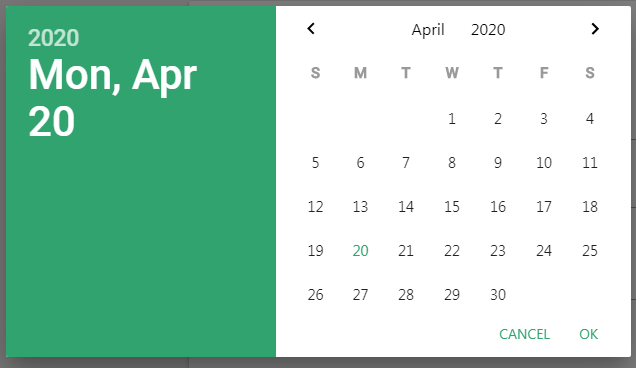 2020
Mon, Apr
20
April 2020
S M T W T F S
1 2 3 4
5 6 7 8 9 10 11
12 13 14 15 16 17 18
19 20 21 22 23 24 25
26 27 28 29 30
CANCEL OK